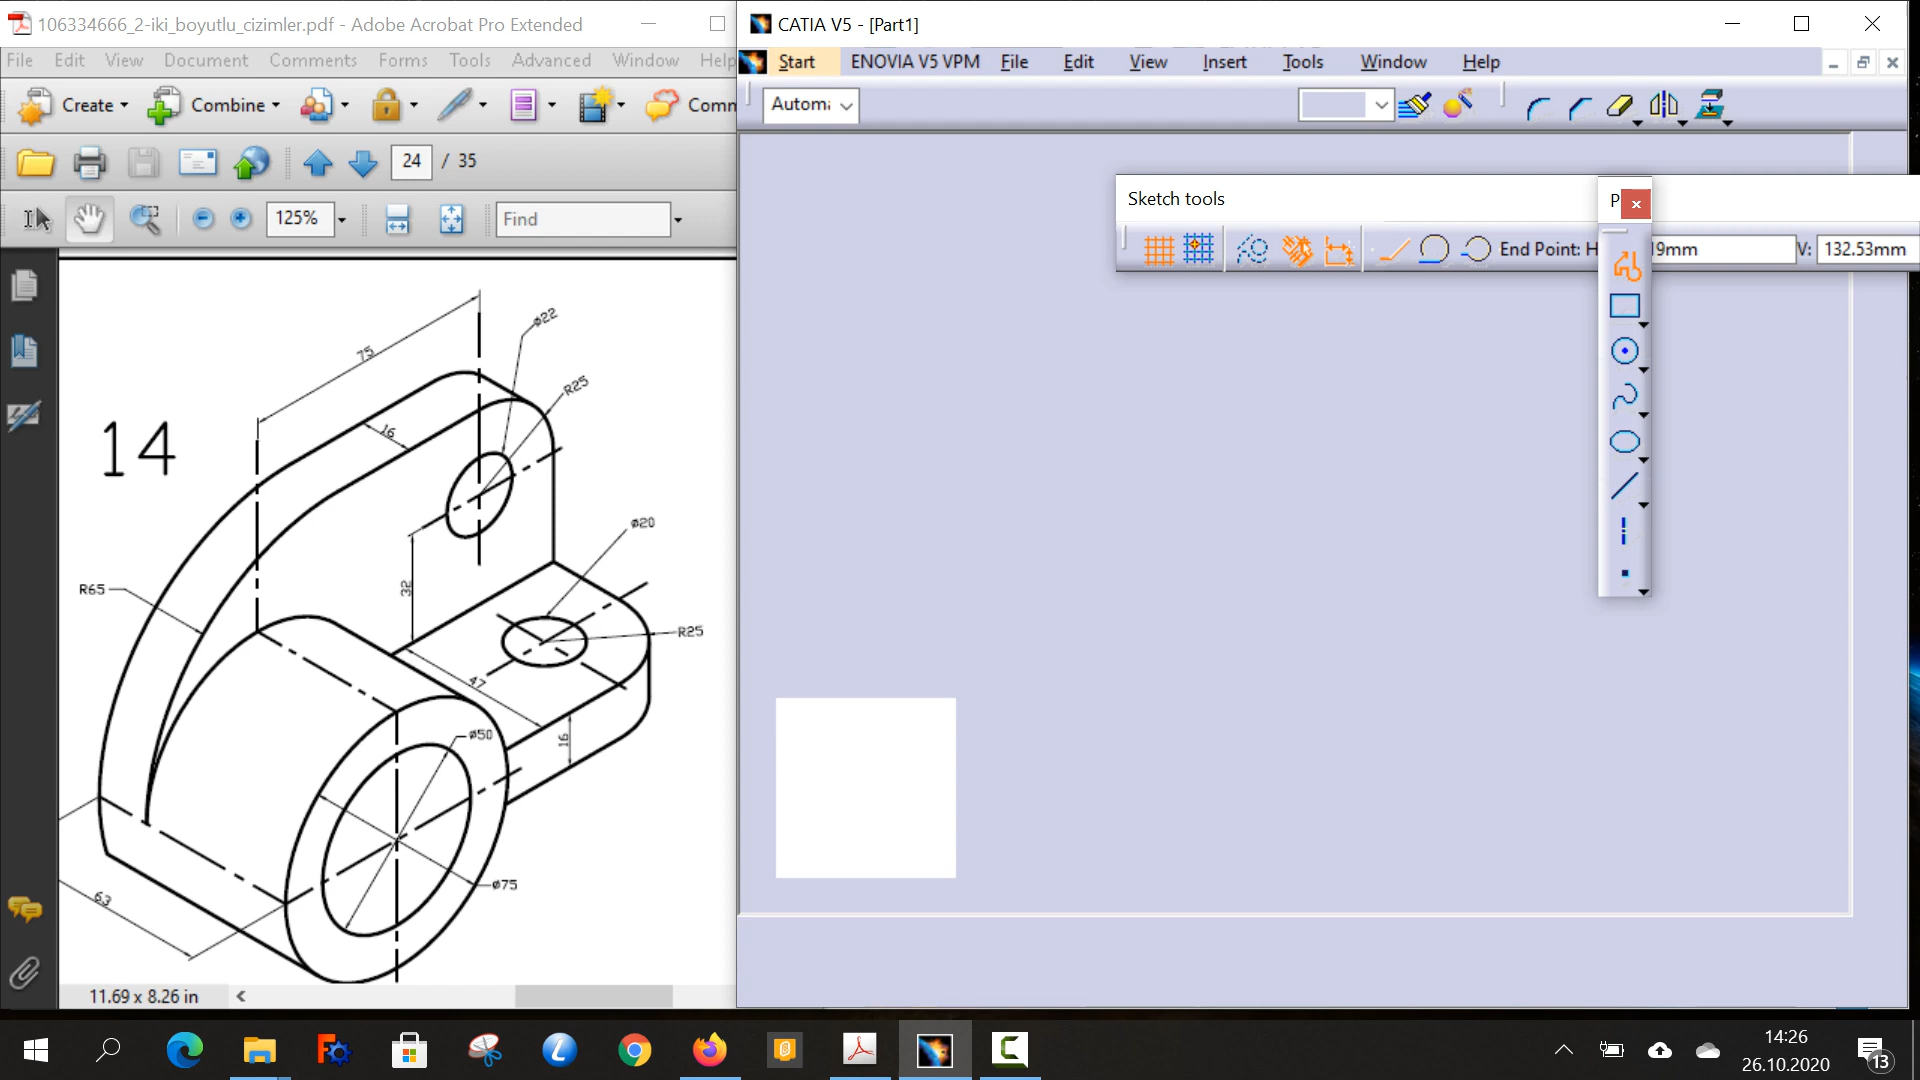 106334666_2-iki_boyutlu_cizimler.pdf - Adobe Acrobat Pro Extended
File Edit View Document Comments Forms Tools Advanced Window Help
Create Combine Comm
24 / 35
125% Find
14
75
ø22
R25
16
ø20
32
R65
R25
47
16
ø50
ø75
63
11.69 x 8.26 in
CATIA V5 - [Part1]
Start ENOVIA V5 VPM File Edit View Insert Tools Window Help
Automa
Sketch tools
P
End Point: H 19mm V: 132.53mm
14:26
26.10.2020
13